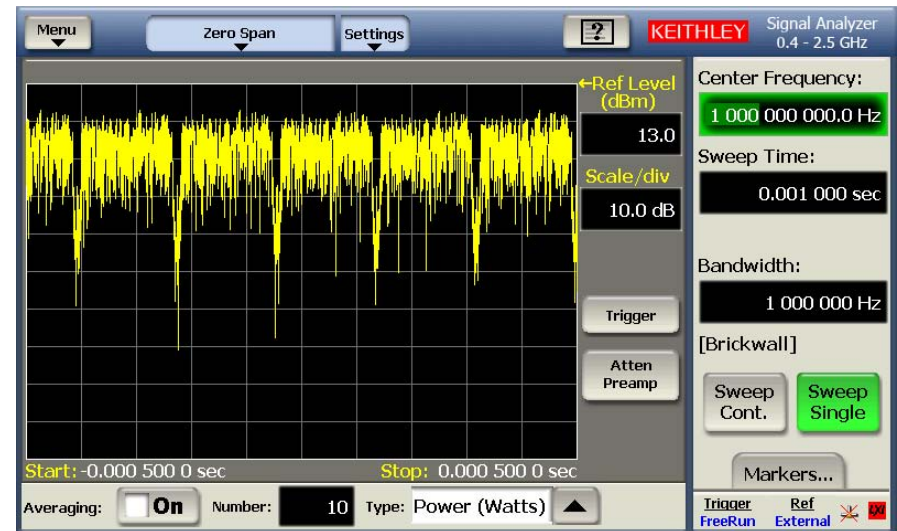 Menu
Zero Span
Settings
?
KEITHLEY
Signal Analyzer
0.4 - 2.5 GHz
←Ref Level
(dBm)
13.0
Scale/div
10.0 dB
Trigger
Atten
Preamp
Start: -0.000 500 0 sec
Stop: 0.000 500 0 sec
Averaging:
On
Number:
10
Type:
Power (Watts)
Center Frequency:
1 000 000 000.0 Hz
Sweep Time:
0.001 000 sec
Bandwidth:
1 000 000 Hz
[Brickwall]
Sweep
Cont.
Sweep
Single
Markers...
Trigger
FreeRun
Ref
External
LXI